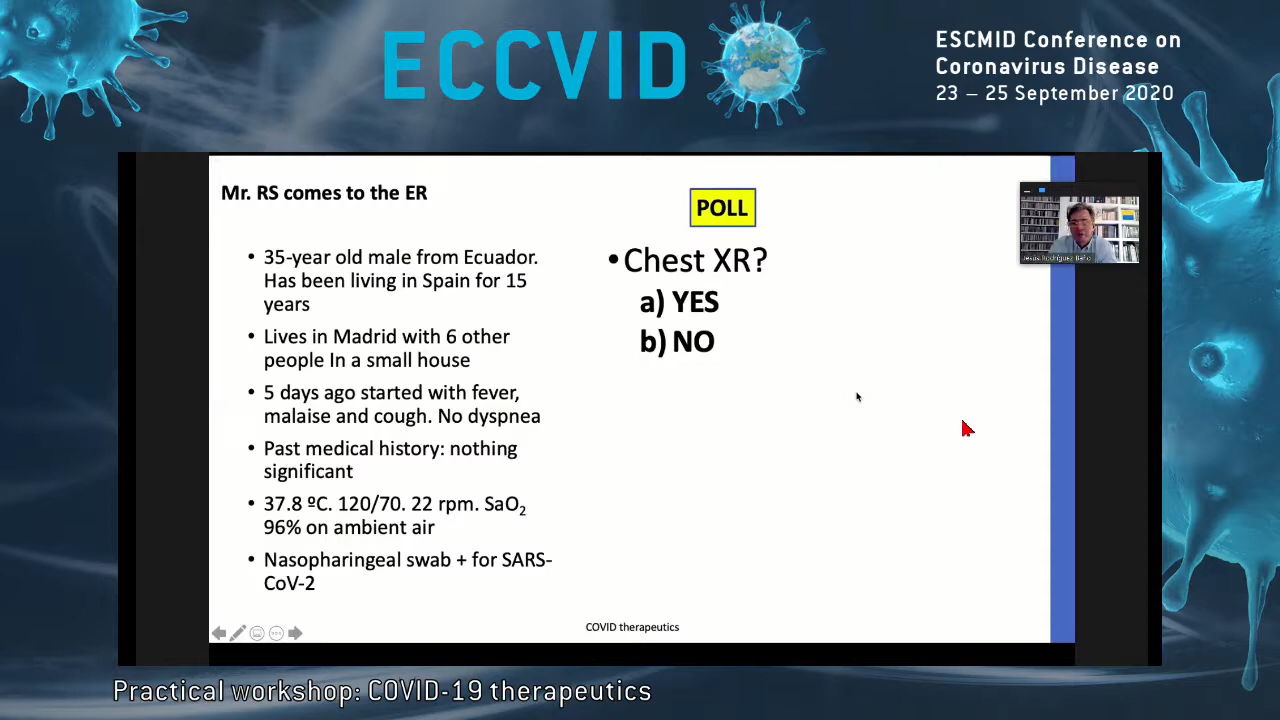 ECCVID
ESCMID Conference on
Coronavirus Disease
23 – 25 September 2020
Mr. RS comes to the ER
• 35-year old male from Ecuador.
Has been living in Spain for 15
years
• Lives in Madrid with 6 other
people In a small house
• 5 days ago started with fever,
malaise and cough. No dyspnea
• Past medical history: nothing
significant
• 37.8 ºC. 120/70. 22 rpm. SaO2
96% on ambient air
• Nasopharingeal swab + for SARS-
CoV-2
POLL
• Chest XR?
a) YES
b) NO
Jesús Rodríguez Baño
COVID therapeutics
Practical workshop: COVID-19 therapeutics